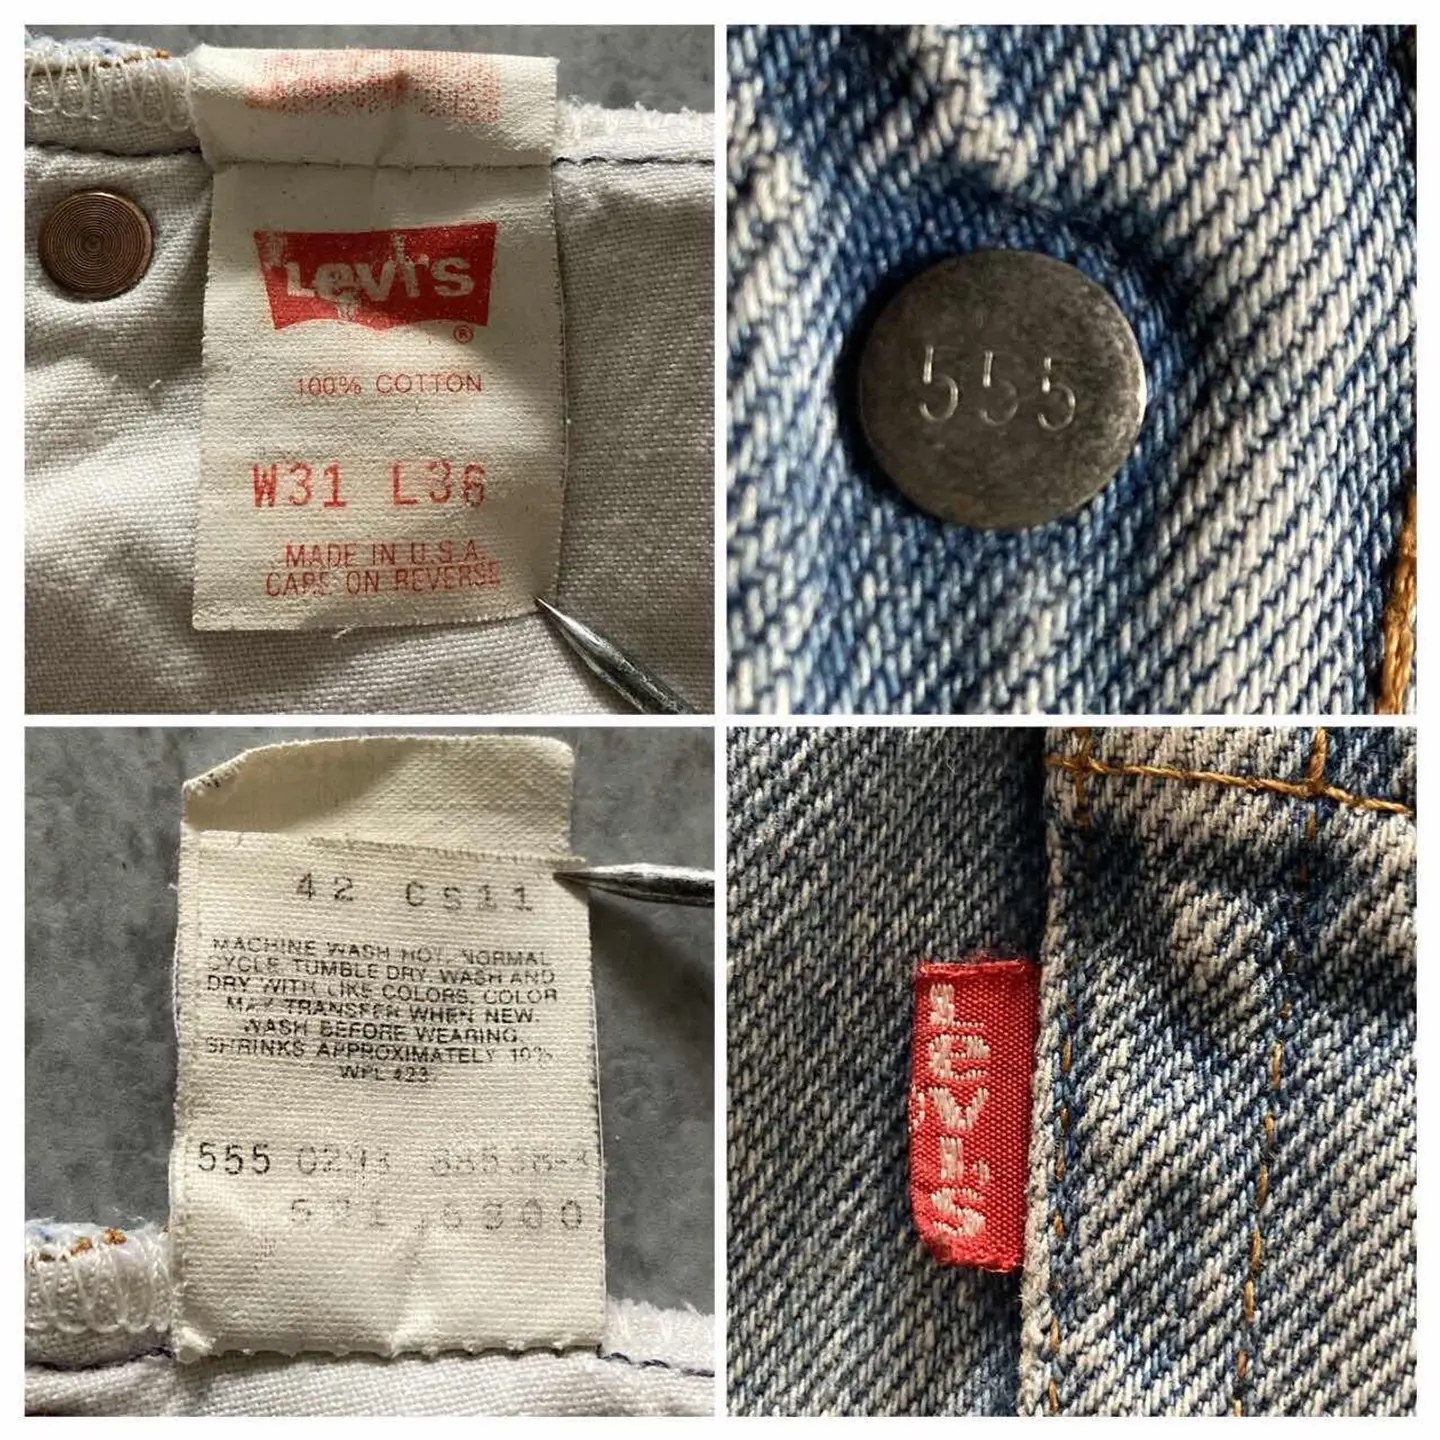 Levi's
®
100% COTTON
W31 L36
MADE IN U.S.A.
CARE ON REVERSE
555
42 CS11
MACHINE WASH HOT, NORMAL
CYCLE. TUMBLE DRY. WASH AND
DRY WITH LIKE COLORS. COLOR
MAY TRANSFER WHEN NEW.
WASH BEFORE WEARING.
SHRINKS APPROXIMATELY 10%
WPL 423
555
LEVI'S